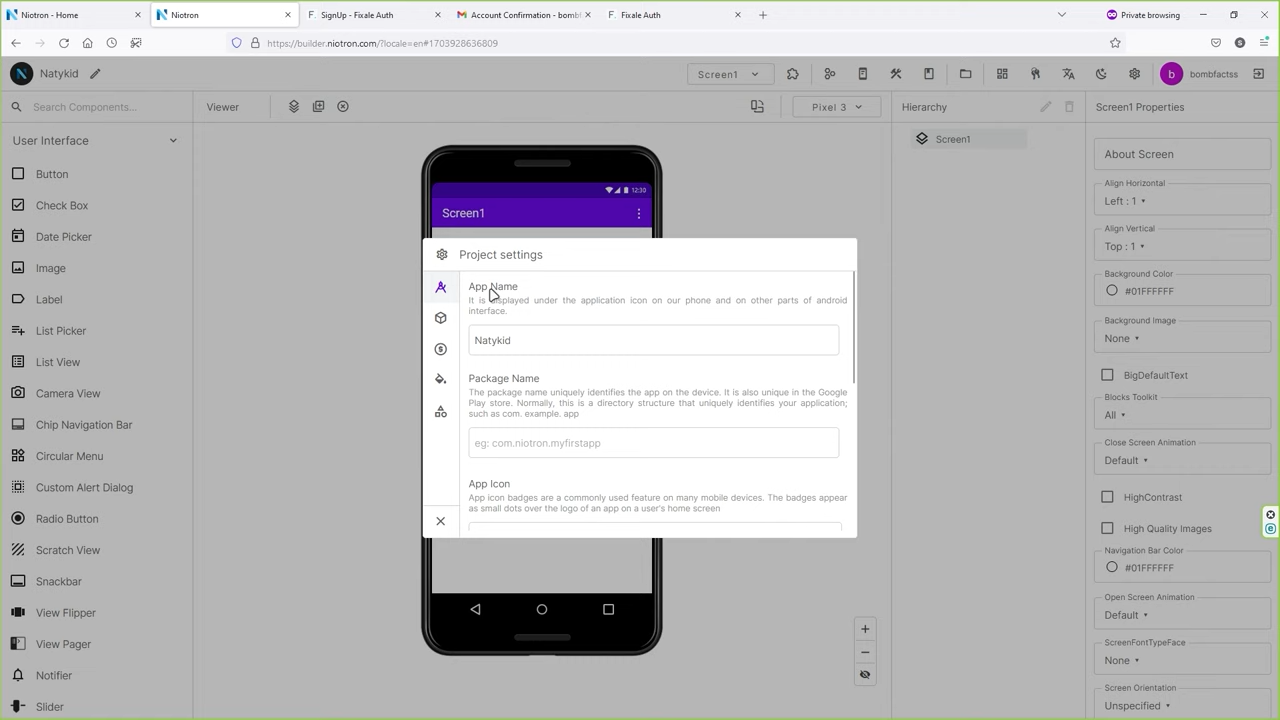 Niotron - Home
Niotron
SignUp - Fixale Auth
Account Confirmation - bombf
Fixale Auth
Private browsing
https://builder.niotron.com/?locale=en#1703928636809
Natykid
Screen1
bombfactss
Search Components...
Viewer
Pixel 3
Hierarchy
Screen1 Properties
User Interface
Button
Check Box
Date Picker
Image
Label
List Picker
List View
Camera View
Chip Navigation Bar
Circular Menu
Custom Alert Dialog
Radio Button
Scratch View
Snackbar
View Flipper
View Pager
Notifier
Slider
12:30
Screen1
Project settings
App Name
It is displayed under the application icon on our phone and on other parts of android
interface.
Natykid
Package Name
The package name uniquely identifies the app on the device. It is also unique in the Google
Play store. Normally, this is a directory structure that uniquely identifies your application;
such as com. example. app
eg: com.niotron.myfirstapp
App Icon
App icon badges are a commonly used feature on many mobile devices. The badges appear
as small dots over the logo of an app on a user's home screen
Screen1
About Screen
Align Horizontal
Left : 1
Align Vertical
Top : 1
Background Color
#01FFFFFF
Background Image
None
BigDefaultText
Blocks Toolkit
All
Close Screen Animation
Default
HighContrast
High Quality Images
Navigation Bar Color
#01FFFFFF
Open Screen Animation
Default
ScreenFontTypeFace
None
Screen Orientation
Unspecified